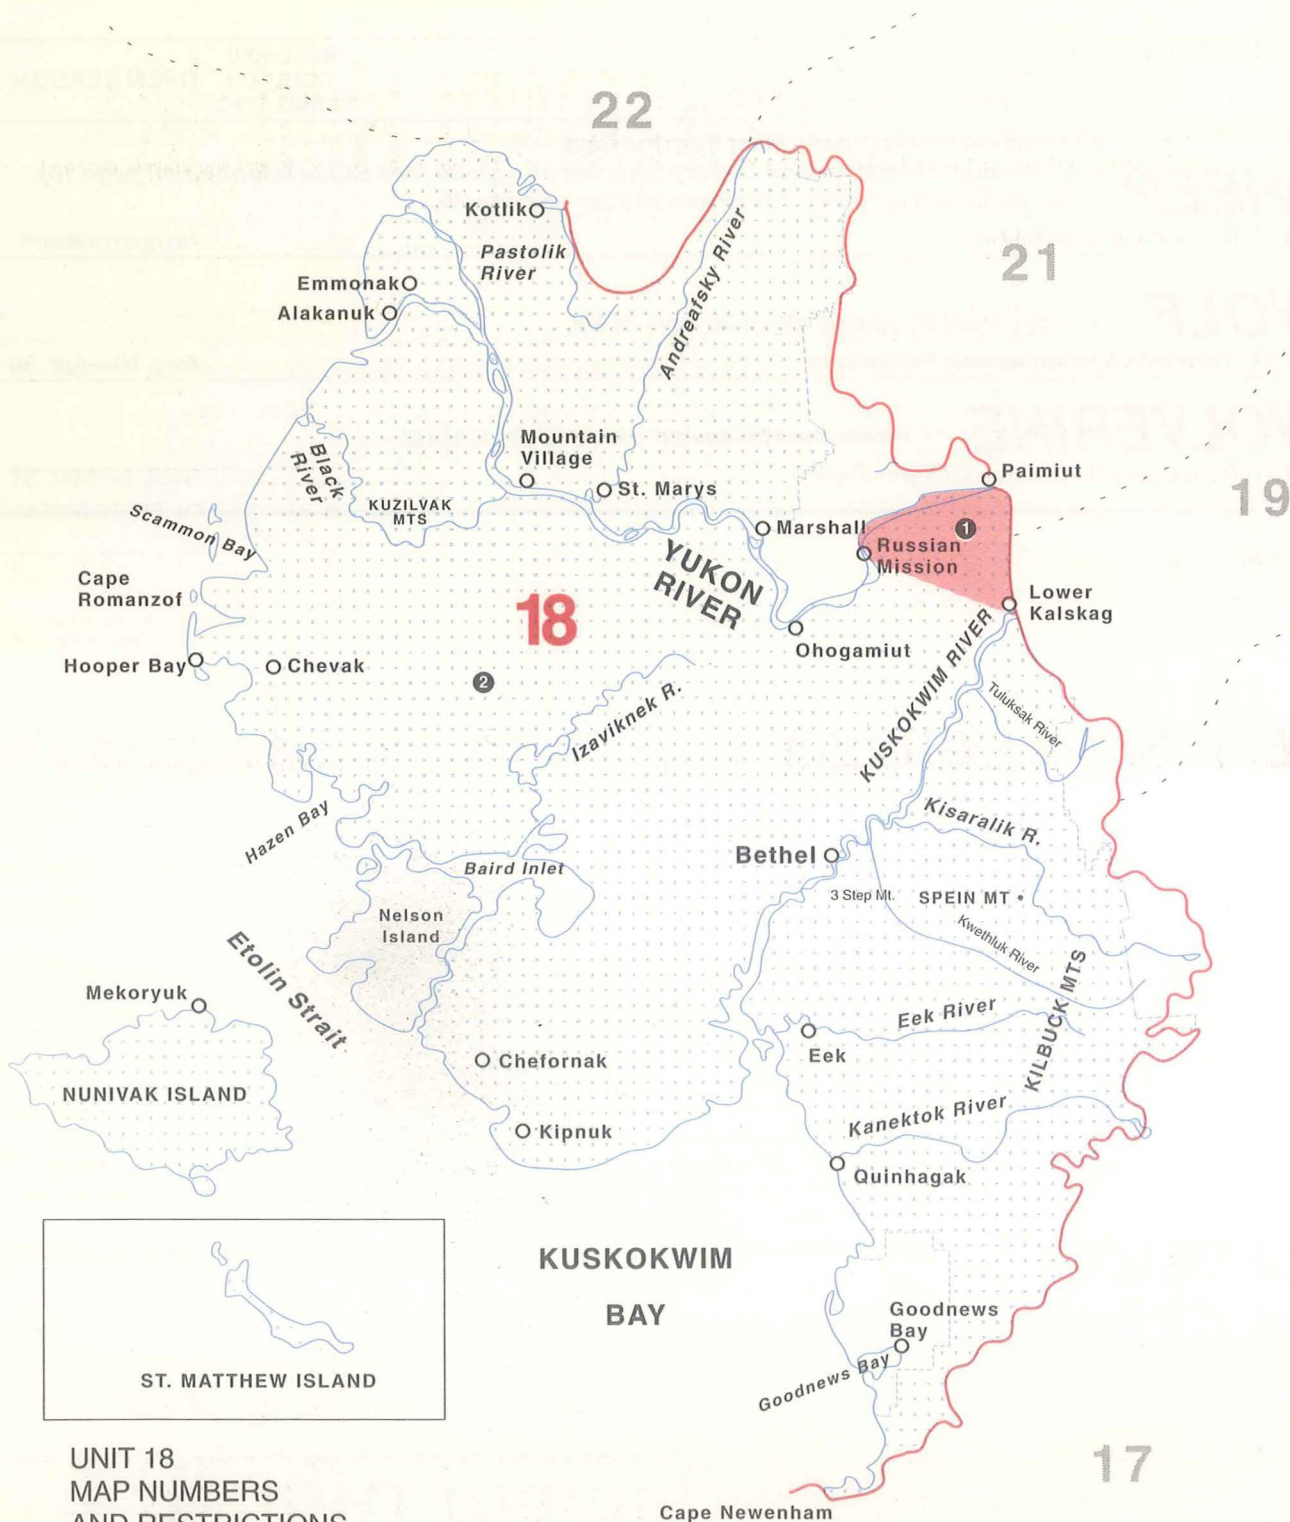 22
Kotlik
Pastolik
River
Andreafsky River
21
Emmonak
Alakanuk
Mountain
Village
Black
River
St. Marys
Paimiut
19
KUZILVAK
MTS
Scammon Bay
Marshall
1
Russian
Mission
YUKON
RIVER
Cape
Romanzof
18
Lower
Kalskag
Ohogamiut
KUSKOKWIM RIVER
Hooper Bay
Chevak
2
Izaviknek R.
Tuluksak River
Hazen Bay
Kisaralik R.
Bethel
Baird Inlet
3 Step Mt.
SPEIN MT
Nelson
Island
Kwethluk River
Etolin Strait
Mekoryuk
KILBUCK MTS
Eek River
Eek
Chefornak
NUNIVAK ISLAND
Kanektok River
Kipnuk
Quinhagak
KUSKOKWIM
BAY
Goodnews
Bay
Goodnews Bay
ST. MATTHEW ISLAND
17
UNIT 18
MAP NUMBERS
AND RESTRICTIONS
Cape Newenham